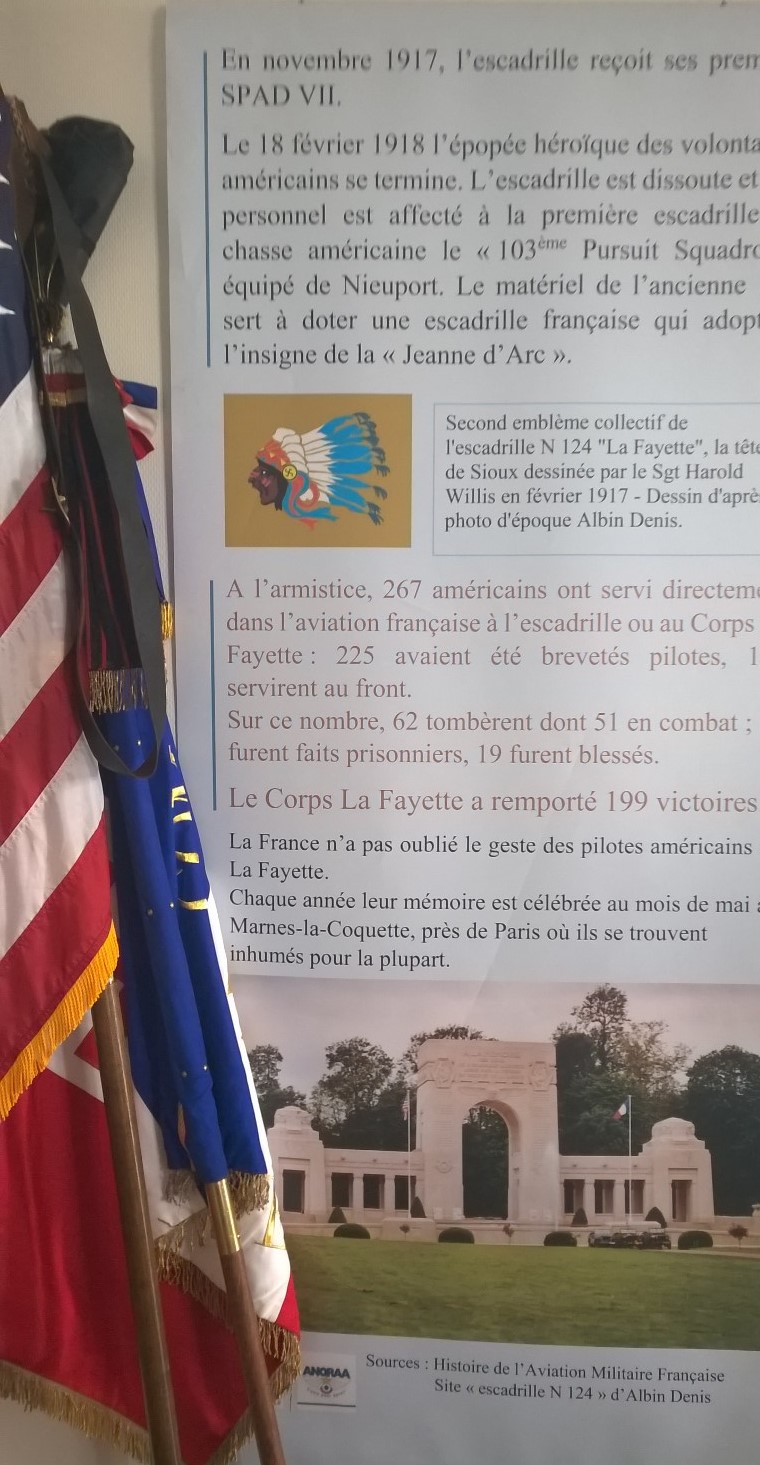 En novembre 1917, l'escadrille reçoit ses prem
SPAD VII.
Le 18 février 1918 l'épopée héroïque des volonta
américains se termine. L'escadrille est dissoute et
personnel est affecté à la première escadrille
chasse américaine le « 103ème Pursuit Squadro
équipé de Nieuport. Le matériel de l'ancienne
sert à doter une escadrille française qui adopt
l'insigne de la « Jeanne d'Arc ».
Second emblème collectif de
l'escadrille N 124 "La Fayette", la tête
de Sioux dessinée par le Sgt Harold
Willis en février 1917 - Dessin d'aprè
photo d'époque Albin Denis.
A l'armistice, 267 américains ont servi directeme
dans l'aviation française à l'escadrille ou au Corps
Fayette : 225 avaient été brevetés pilotes, 1
servirent au front.
Sur ce nombre, 62 tombèrent dont 51 en combat ;
furent faits prisonniers, 19 furent blessés.
Le Corps La Fayette a remporté 199 victoires
La France n'a pas oublié le geste des pilotes américains
La Fayette.
Chaque année leur mémoire est célébrée au mois de mai à
Marnes-la-Coquette, près de Paris où ils se trouvent
inhumés pour la plupart.
ANORAA
Sources : Histoire de l'Aviation Militaire Française
Site « escadrille N 124 » d'Albin Denis